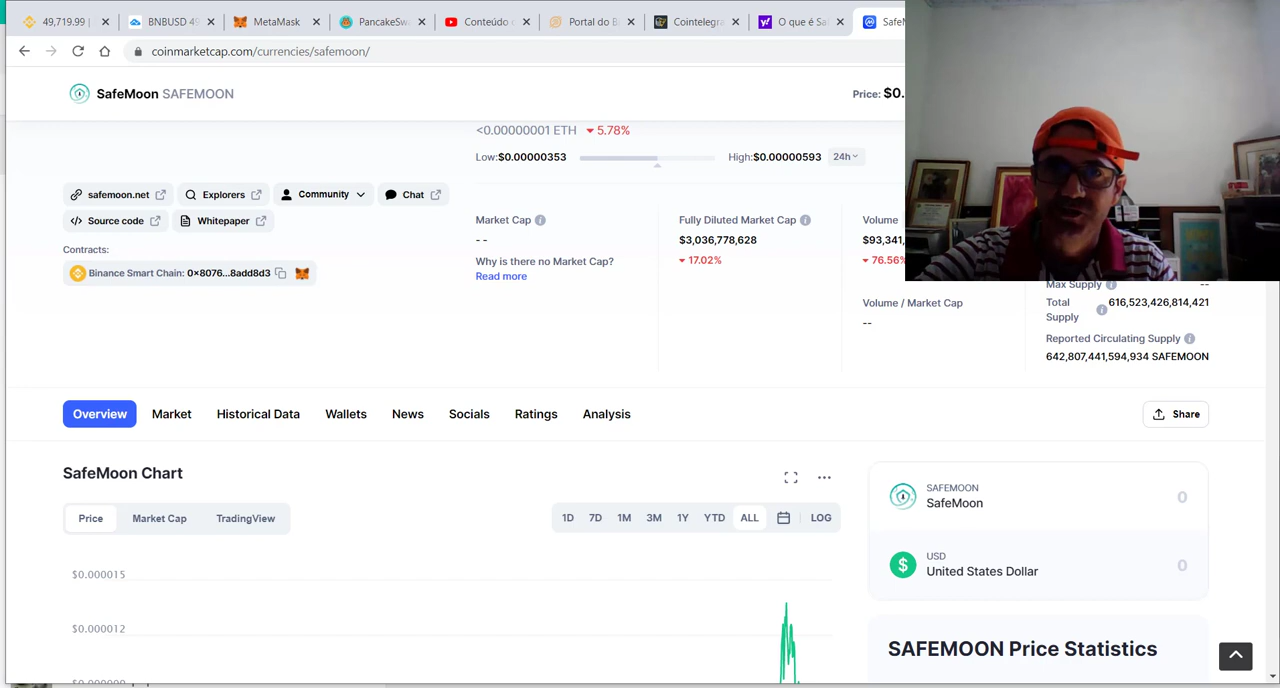 49,719.99 |
BNBUSD 49
MetaMask
PancakeSw
Conteúdo
Portal do B
Cointelegra
O que é Sa
SafeM
coinmarketcap.com/currencies/safemoon/
SafeMoon SAFEMOON
Price: $0.
<0.00000001 ETH 5.78%
Low:$0.00000353
High:$0.00000593
24h
safemoon.net
Explorers
Community
Chat
Source code
Whitepaper
Contracts:
Binance Smart Chain: 0x8076...8add8d3
Market Cap
- -
Why is there no Market Cap?
Read more
Fully Diluted Market Cap
$3,036,778,628
17.02%
Volume
$93,341,
76.56%
Volume / Market Cap
--
Max Supply
--
Total
Supply
616,523,426,814,421
Reported Circulating Supply
642,807,441,594,934 SAFEMOON
Overview
Market
Historical Data
Wallets
News
Socials
Ratings
Analysis
Share
SafeMoon Chart
Price
Market Cap
TradingView
1D
7D
1M
3M
1Y
YTD
ALL
LOG
$0.000015
$0.000012
SAFEMOON
SafeMoon
0
USD
United States Dollar
0
SAFEMOON Price Statistics